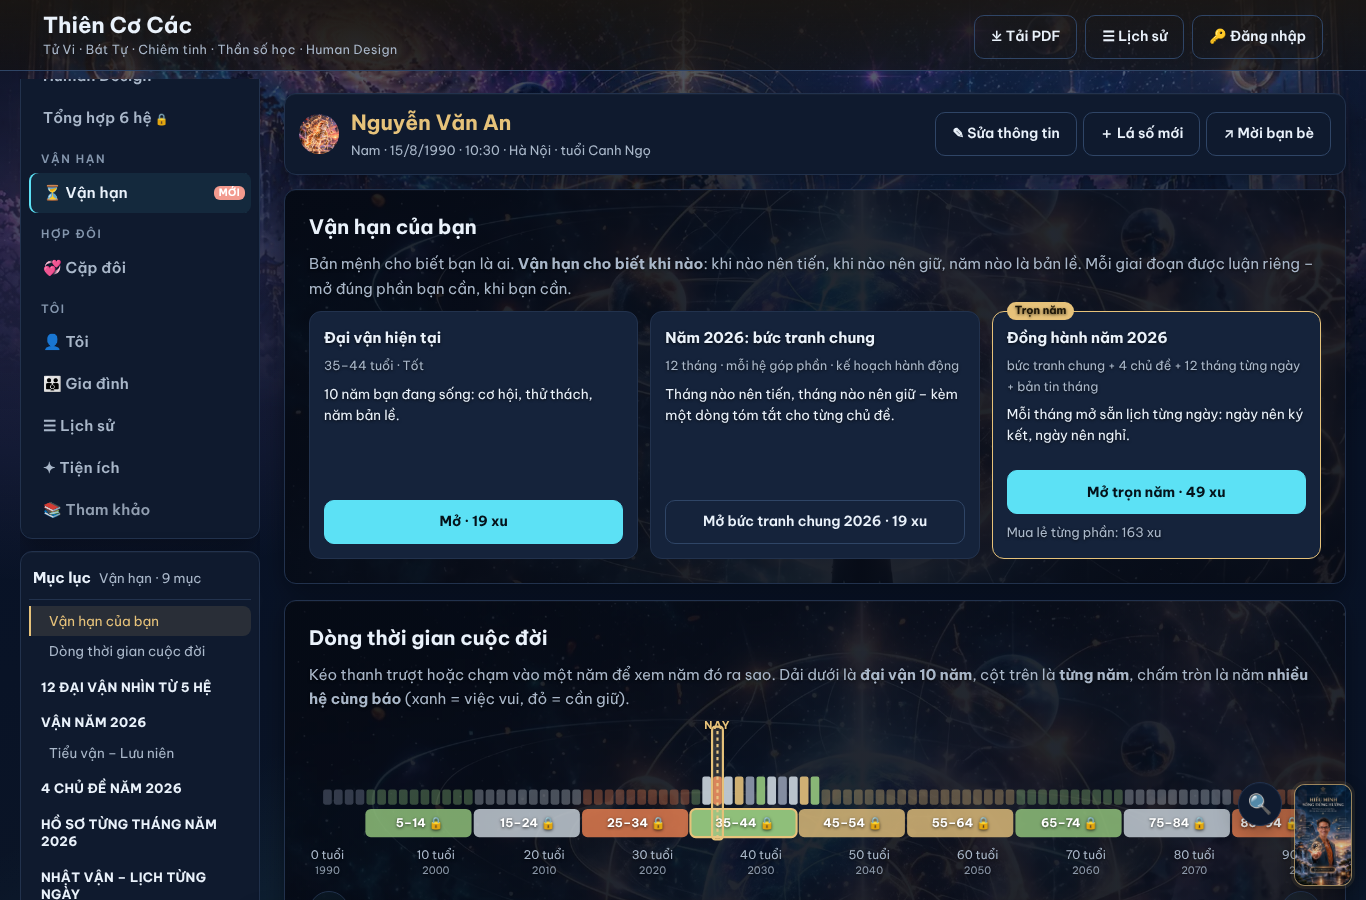 Thiên Cơ Các
Tử Vi · Bát Tự · Chiêm tinh · Thần số học · Human Design
Tải PDF
Lịch sử
Đăng nhập
Human Design
Tổng hợp 6 hệ
VẬN HẠN
Vận hạn
MỚI
HỢP ĐÔI
Cặp đôi
TÔI
Tôi
Gia đình
Lịch sử
Tiện ích
Tham khảo
Mục lục Vận hạn · 9 mục
Vận hạn của bạn
Dòng thời gian cuộc đời
12 ĐẠI VẬN NHÌN TỪ 5 HỆ
VẬN NĂM 2026
Tiểu vận – Lưu niên
4 CHỦ ĐỀ NĂM 2026
HỒ SƠ TỪNG THÁNG NĂM
2026
NHẬT VẬN – LỊCH TỪNG
NGÀY
Nguyễn Văn An
Nam · 15/8/1990 · 10:30 · Hà Nội · tuổi Canh Ngọ
Sửa thông tin
+ Lá số mới
Mời bạn bè
Vận hạn của bạn
Bản mệnh cho biết bạn là ai. Vận hạn cho biết khi nào: khi nào nên tiến, khi nào nên giữ, năm nào là bản lề. Mỗi giai đoạn được luận riêng –
mở đúng phần bạn cần, khi bạn cần.
Đại vận hiện tại
35–44 tuổi · Tốt
10 năm bạn đang sống: cơ hội, thử thách,
năm bản lề.
Mở · 19 xu
Năm 2026: bức tranh chung
12 tháng · mỗi hệ góp phần · kế hoạch hành động
Tháng nào nên tiến, tháng nào nên giữ – kèm
một dòng tóm tắt cho từng chủ đề.
Mở bức tranh chung 2026 · 19 xu
Trọn năm
Đồng hành năm 2026
bức tranh chung + 4 chủ đề + 12 tháng từng ngày
+ bản tin tháng
Mỗi tháng mở sẵn lịch từng ngày: ngày nên ký
kết, ngày nên nghỉ.
Mở trọn năm · 49 xu
Mua lẻ từng phần: 163 xu
Dòng thời gian cuộc đời
Kéo thanh trượt hoặc chạm vào một năm để xem năm đó ra sao. Dải dưới là đại vận 10 năm, cột trên là từng năm, chấm tròn là năm nhiều
hệ cùng báo (xanh = việc vui, đỏ = cần giữ).
NAY
5–14 15–24 25–34 35–44 45–54 55–64 65–74 75–84
0 tuổi 10 tuổi 20 tuổi 30 tuổi 40 tuổi 50 tuổi 60 tuổi 70 tuổi 80 tuổi 90
1990 2000 2010 2020 2030 2040 2050 2060 2070